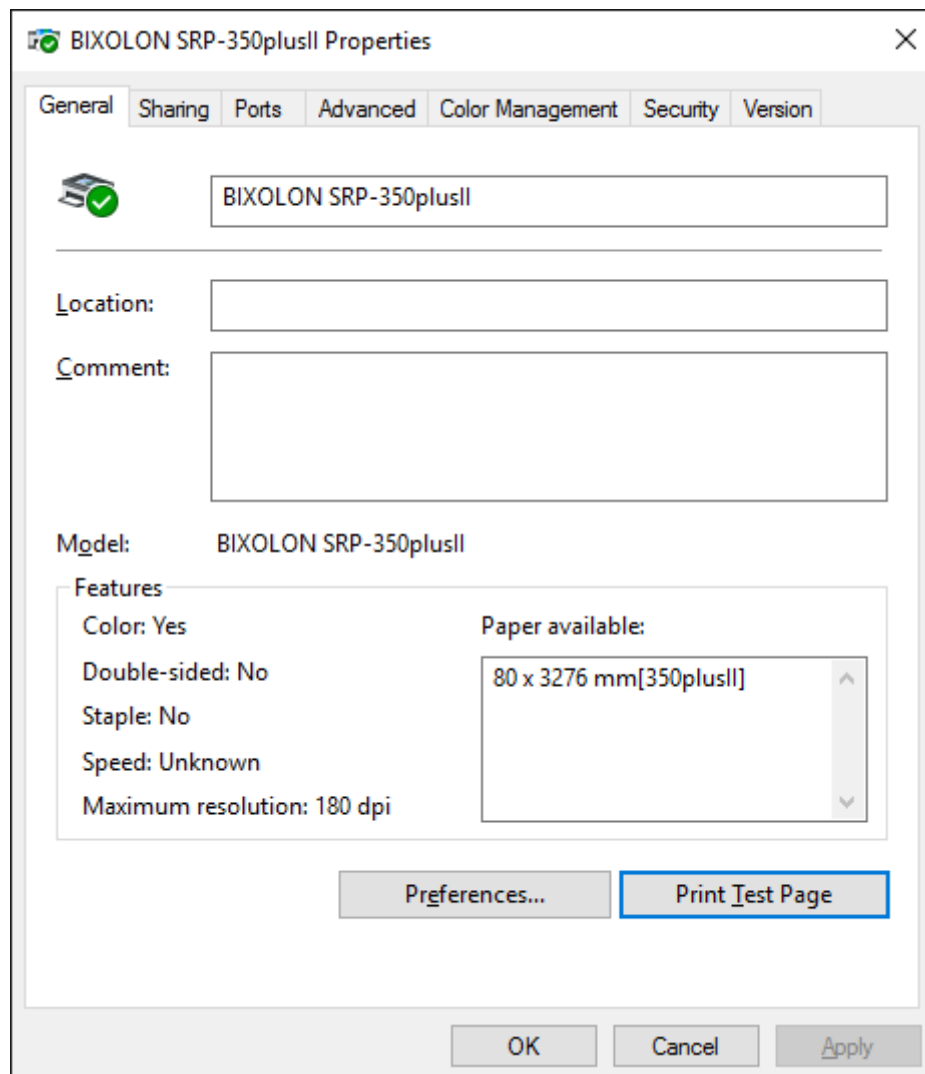 BIXOLON SRP-350plusII Properties
General Sharing Ports Advanced Color Management Security Version
BIXOLON SRP-350plusII
Location:
Comment:
Model: BIXOLON SRP-350plusII
Features
Color: Yes
Double-sided: No
Staple: No
Speed: Unknown
Maximum resolution: 180 dpi
Paper available:
80 x 3276 mm[350plusII]
Preferences... Print Test Page
OK Cancel Apply